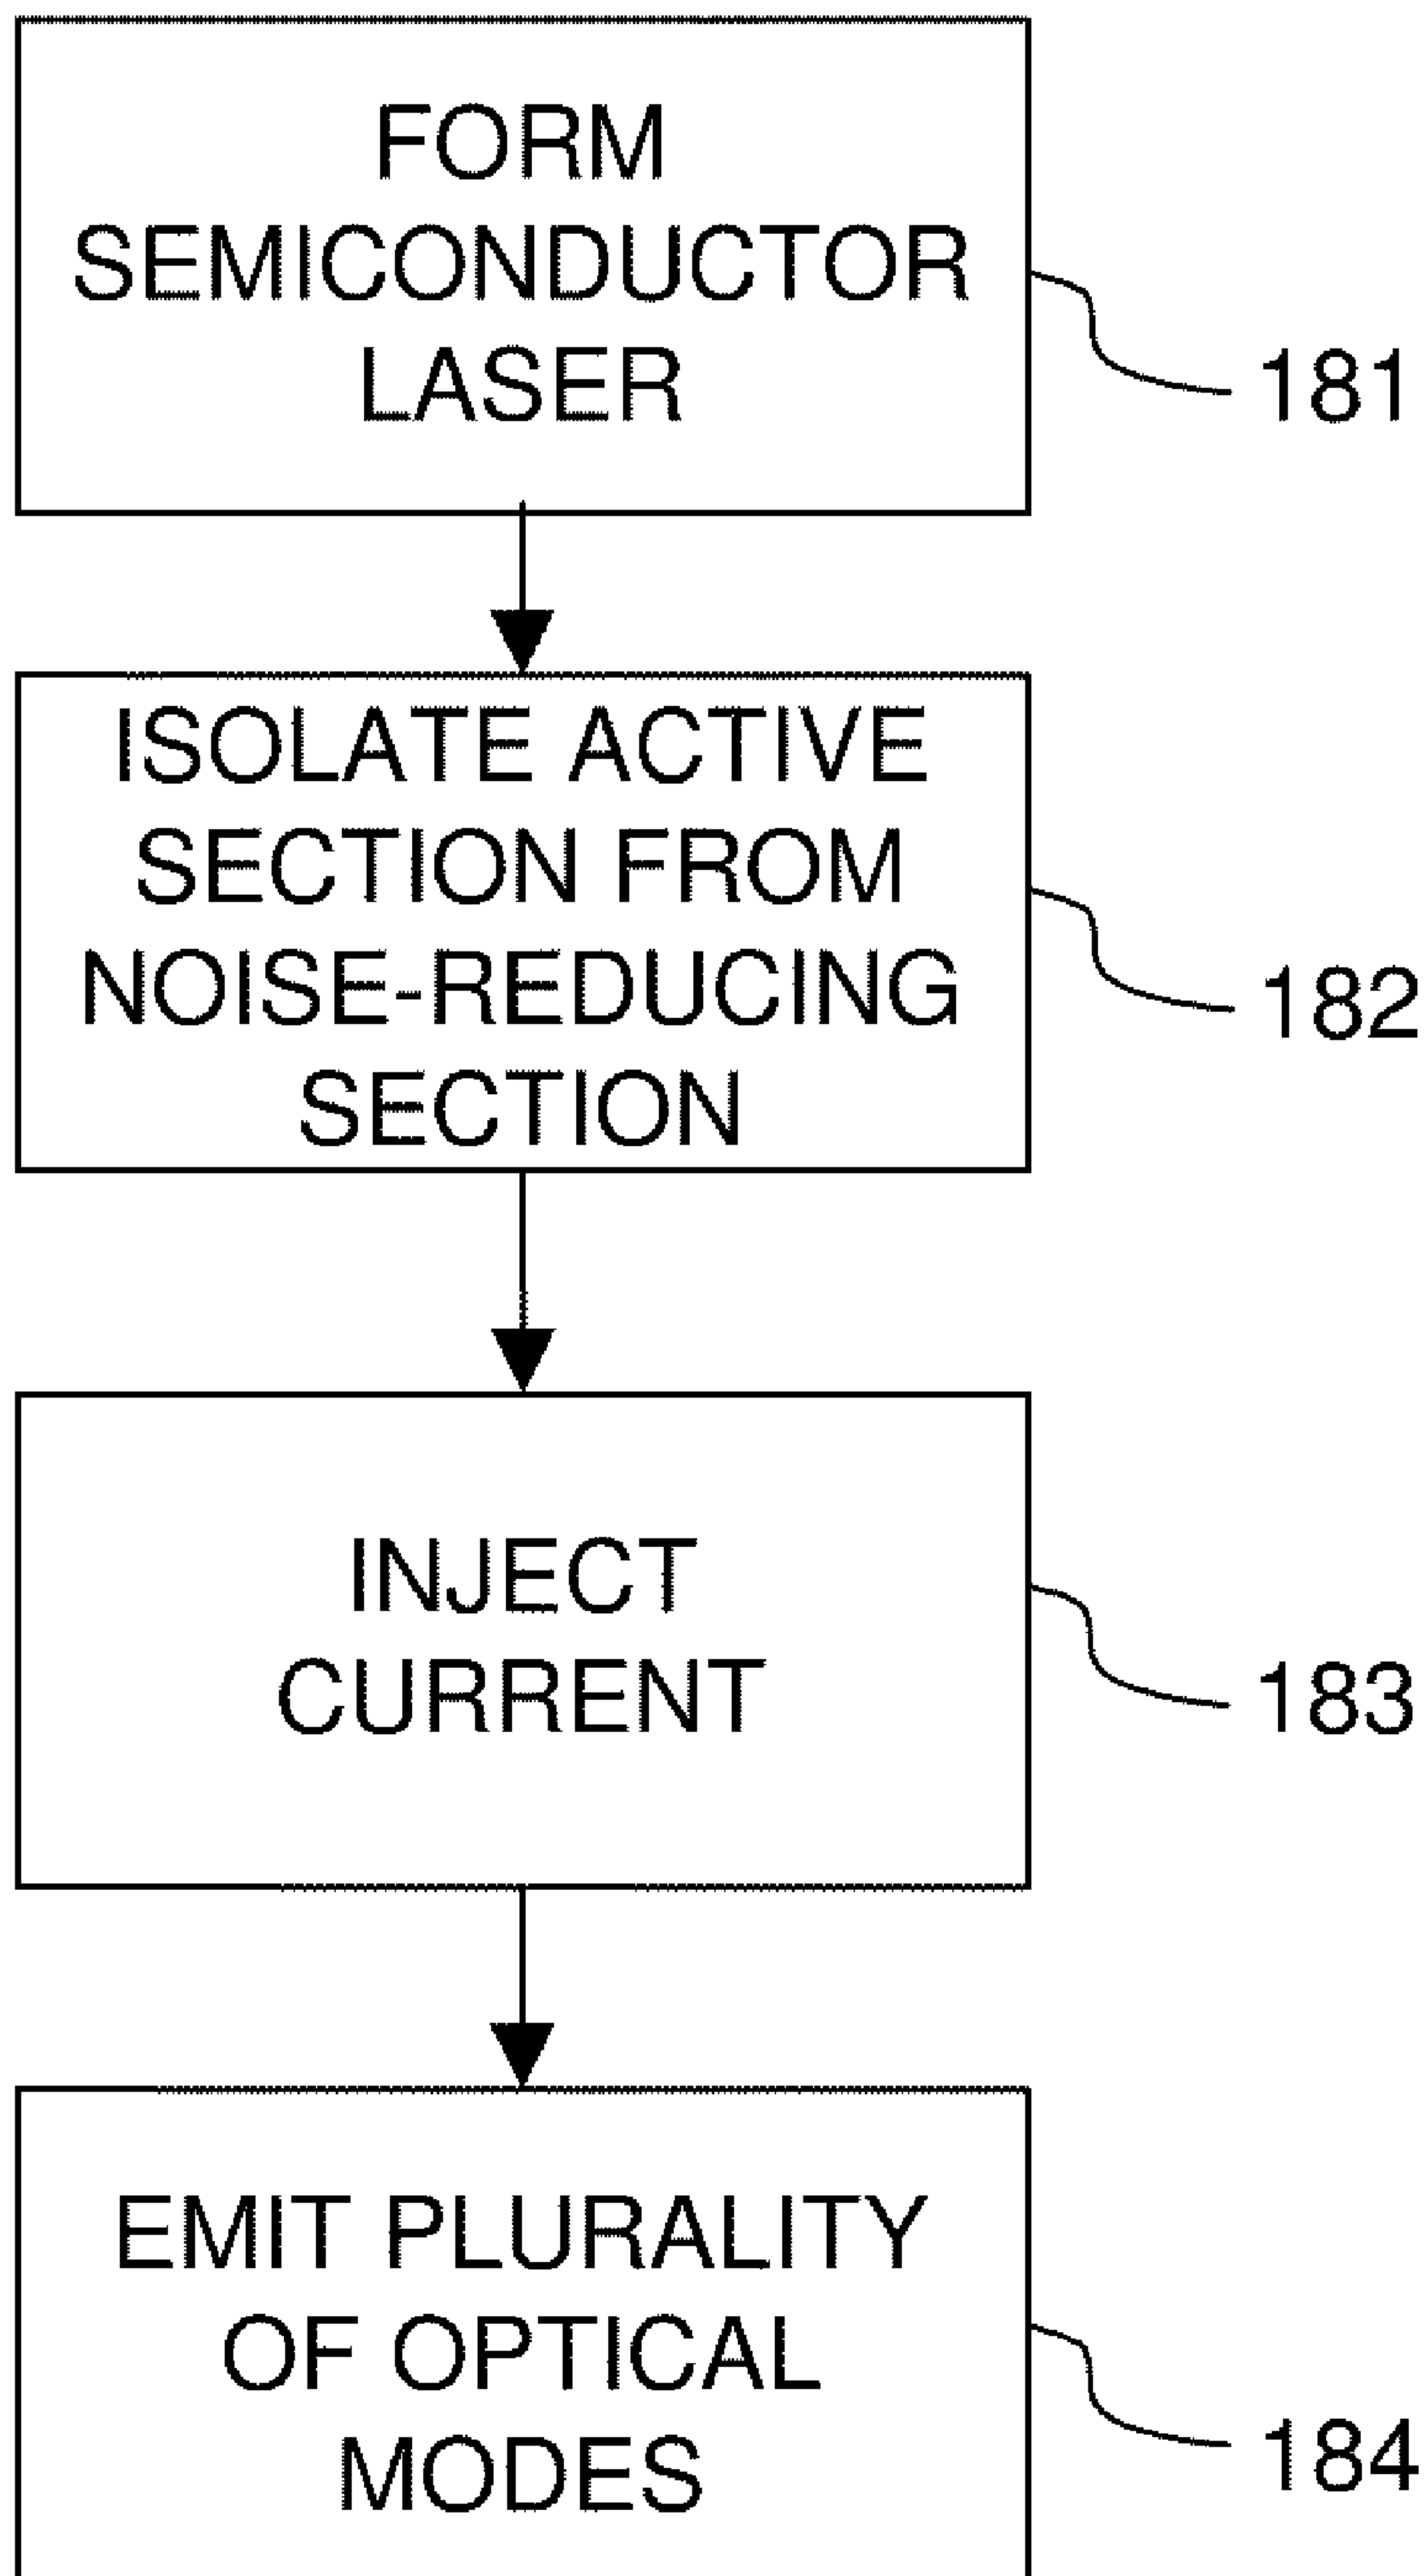 FORM
SEMICONDUCTOR
LASER
181
ISOLATE ACTIVE
SECTION FROM
NOISE-REDUCING
SECTION
182
INJECT
CURRENT
183
EMIT PLURALITY
OF OPTICAL
MODES
184